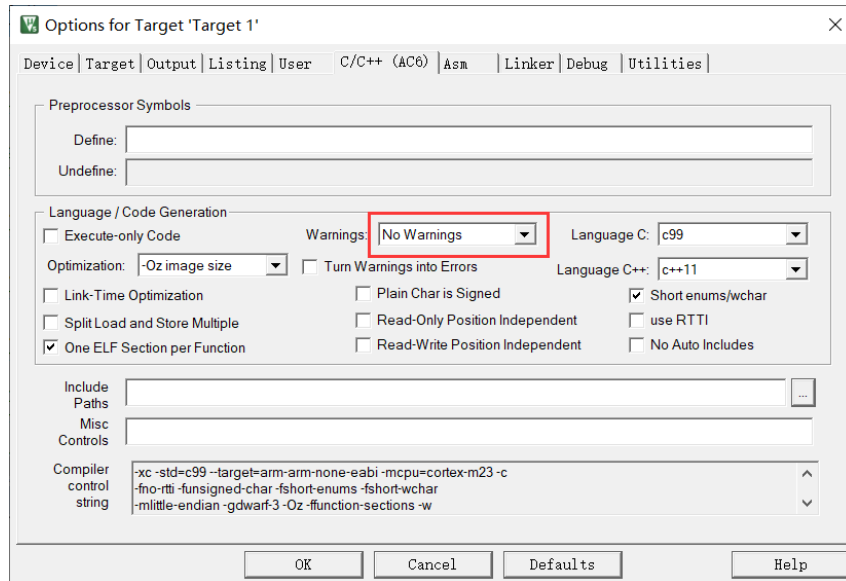 Options for Target 'Target 1'
Device Target Output Listing User C/C++ (AC6) Asm Linker Debug Utilities
Preprocessor Symbols
Define:
Undefine:
Language / Code Generation
Execute-only Code Warnings: No Warnings Language C: c99
Optimization: -Oz image size Turn Warnings into Errors Language C++: c++11
Link-Time Optimization Plain Char is Signed Short enums/wchar
Split Load and Store Multiple Read-Only Position Independent use RTTI
One ELF Section per Function Read-Write Position Independent No Auto Includes
Include
Paths
...
Misc
Controls
Compiler
control
string
-xc -std=c99 --target=arm-arm-none-eabi -mcpu=cortex-m23 -c
-fno-rtti -funsigned-char -fshort-enums -fshort-wchar
-mlittle-endian -gdwarf-3 -Oz -ffunction-sections -w
OK Cancel Defaults Help